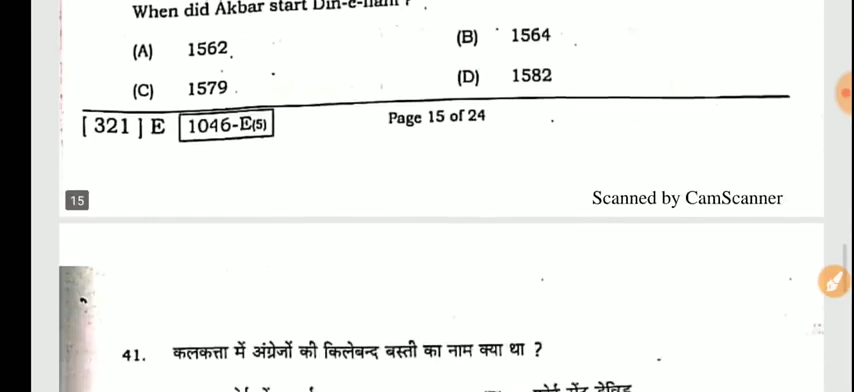 When did Akbar start Din-e-
(A) 1562 (B) 1564
(C) 1579 (D) 1582
[ 321 ] E 1046-E(5) Page 15 of 24
15
Scanned by CamScanner
41. कलकत्ता में अंग्रेजों की किलेबन्द बस्ती का नाम क्या था ?